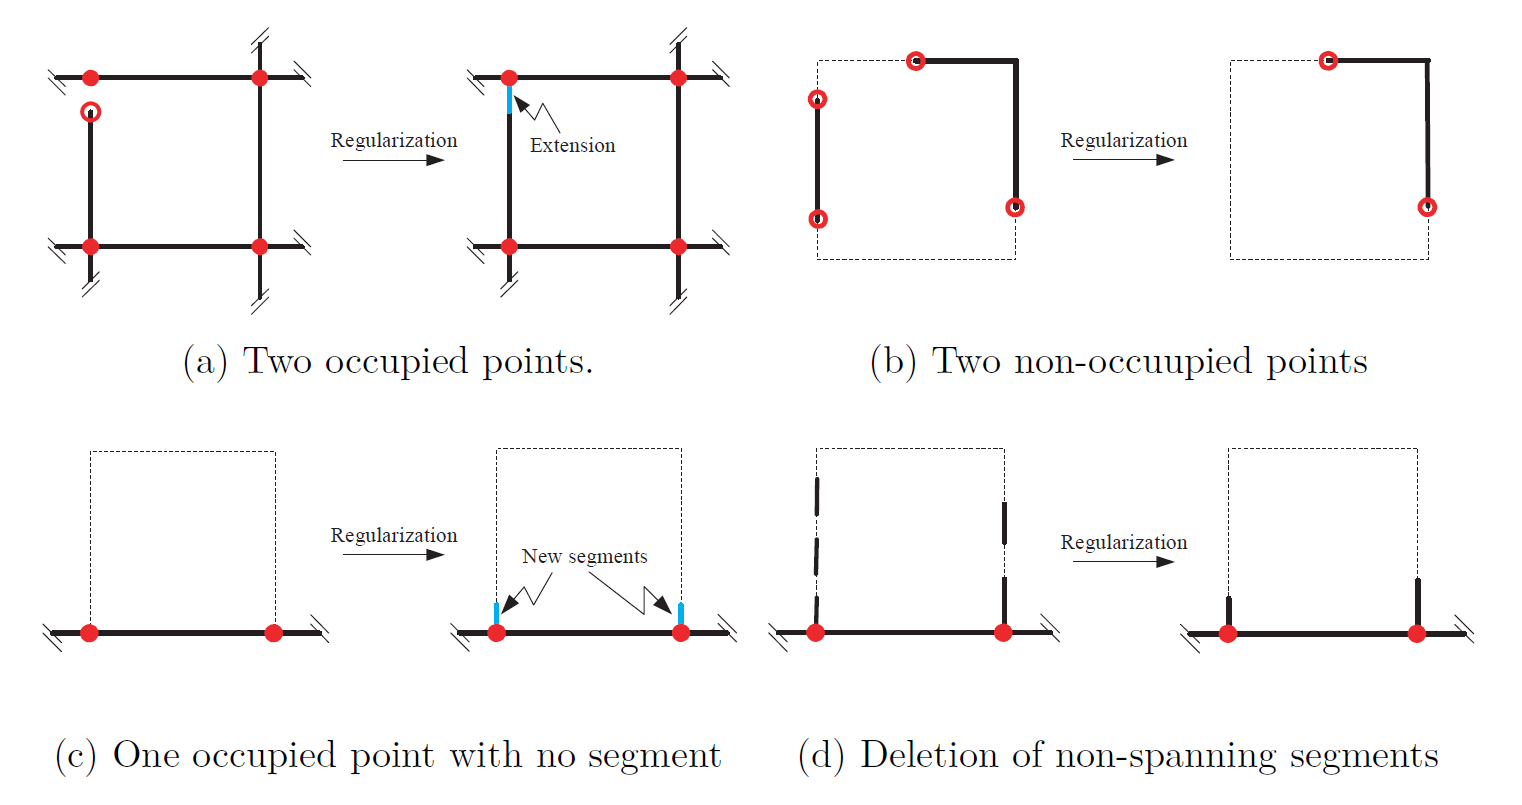 Regularization
Extension
Regularization
(a) Two occupied points.
(b) Two non-occuupied points
Regularization
New segments
Regularization
(c) One occupied point with no segment
(d) Deletion of non-spanning segments